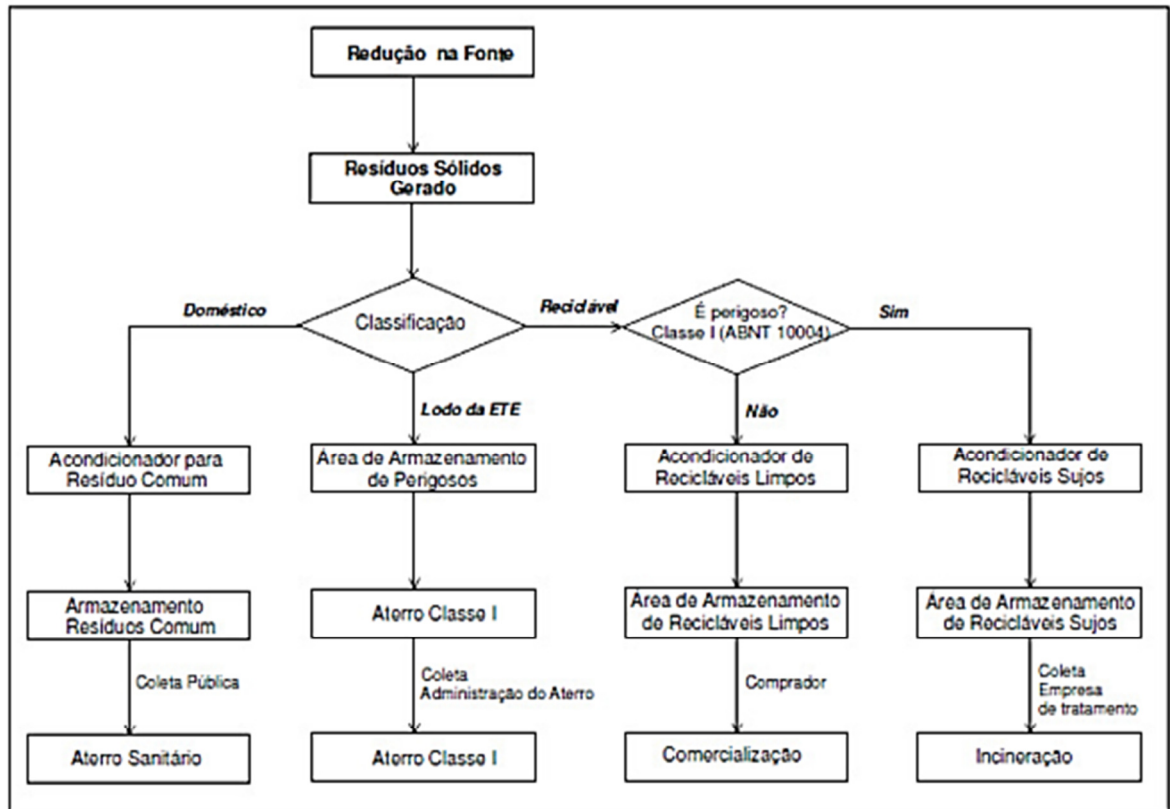 Redução na Fonte
Resíduos Sólidos
Gerado
Doméstico
Classificação
Reciclável
É perigoso?
Classe I (ABNT 10004)
Sim
Lodo da ETE
Não
Acondicionador para
Resíduo Comum
Área de Armazenamento
de Perigosos
Acondicionador de
Recicláveis Limpos
Acondicionador de
Recicláveis Sujos
Armazenamento
Resíduos Comum
Aterro Classe I
Área de Armazenamento
de Recicláveis Limpos
Área de Armazenamento
de Recicláveis Sujos
Coleta Pública
Coleta
Administração do Aterro
Comprador
Coleta
Empresa
de tratamento
Aterro Sanitário
Aterro Classe I
Comercialização
Incineração